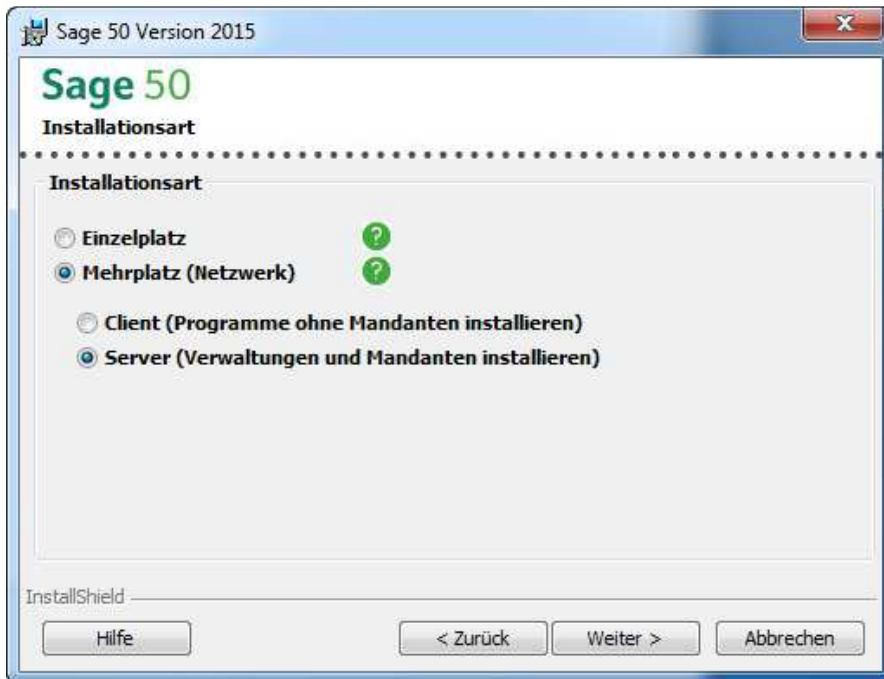 Sage 50 Version 2015
Sage 50
Installationsart
Installationsart
Einzelplatz ?
Mehrplatz (Netzwerk) ?
Client (Programme ohne Mandanten installieren)
Server (Verwaltungen und Mandanten installieren)
InstallShield
Hilfe < Zurück Weiter > Abbrechen